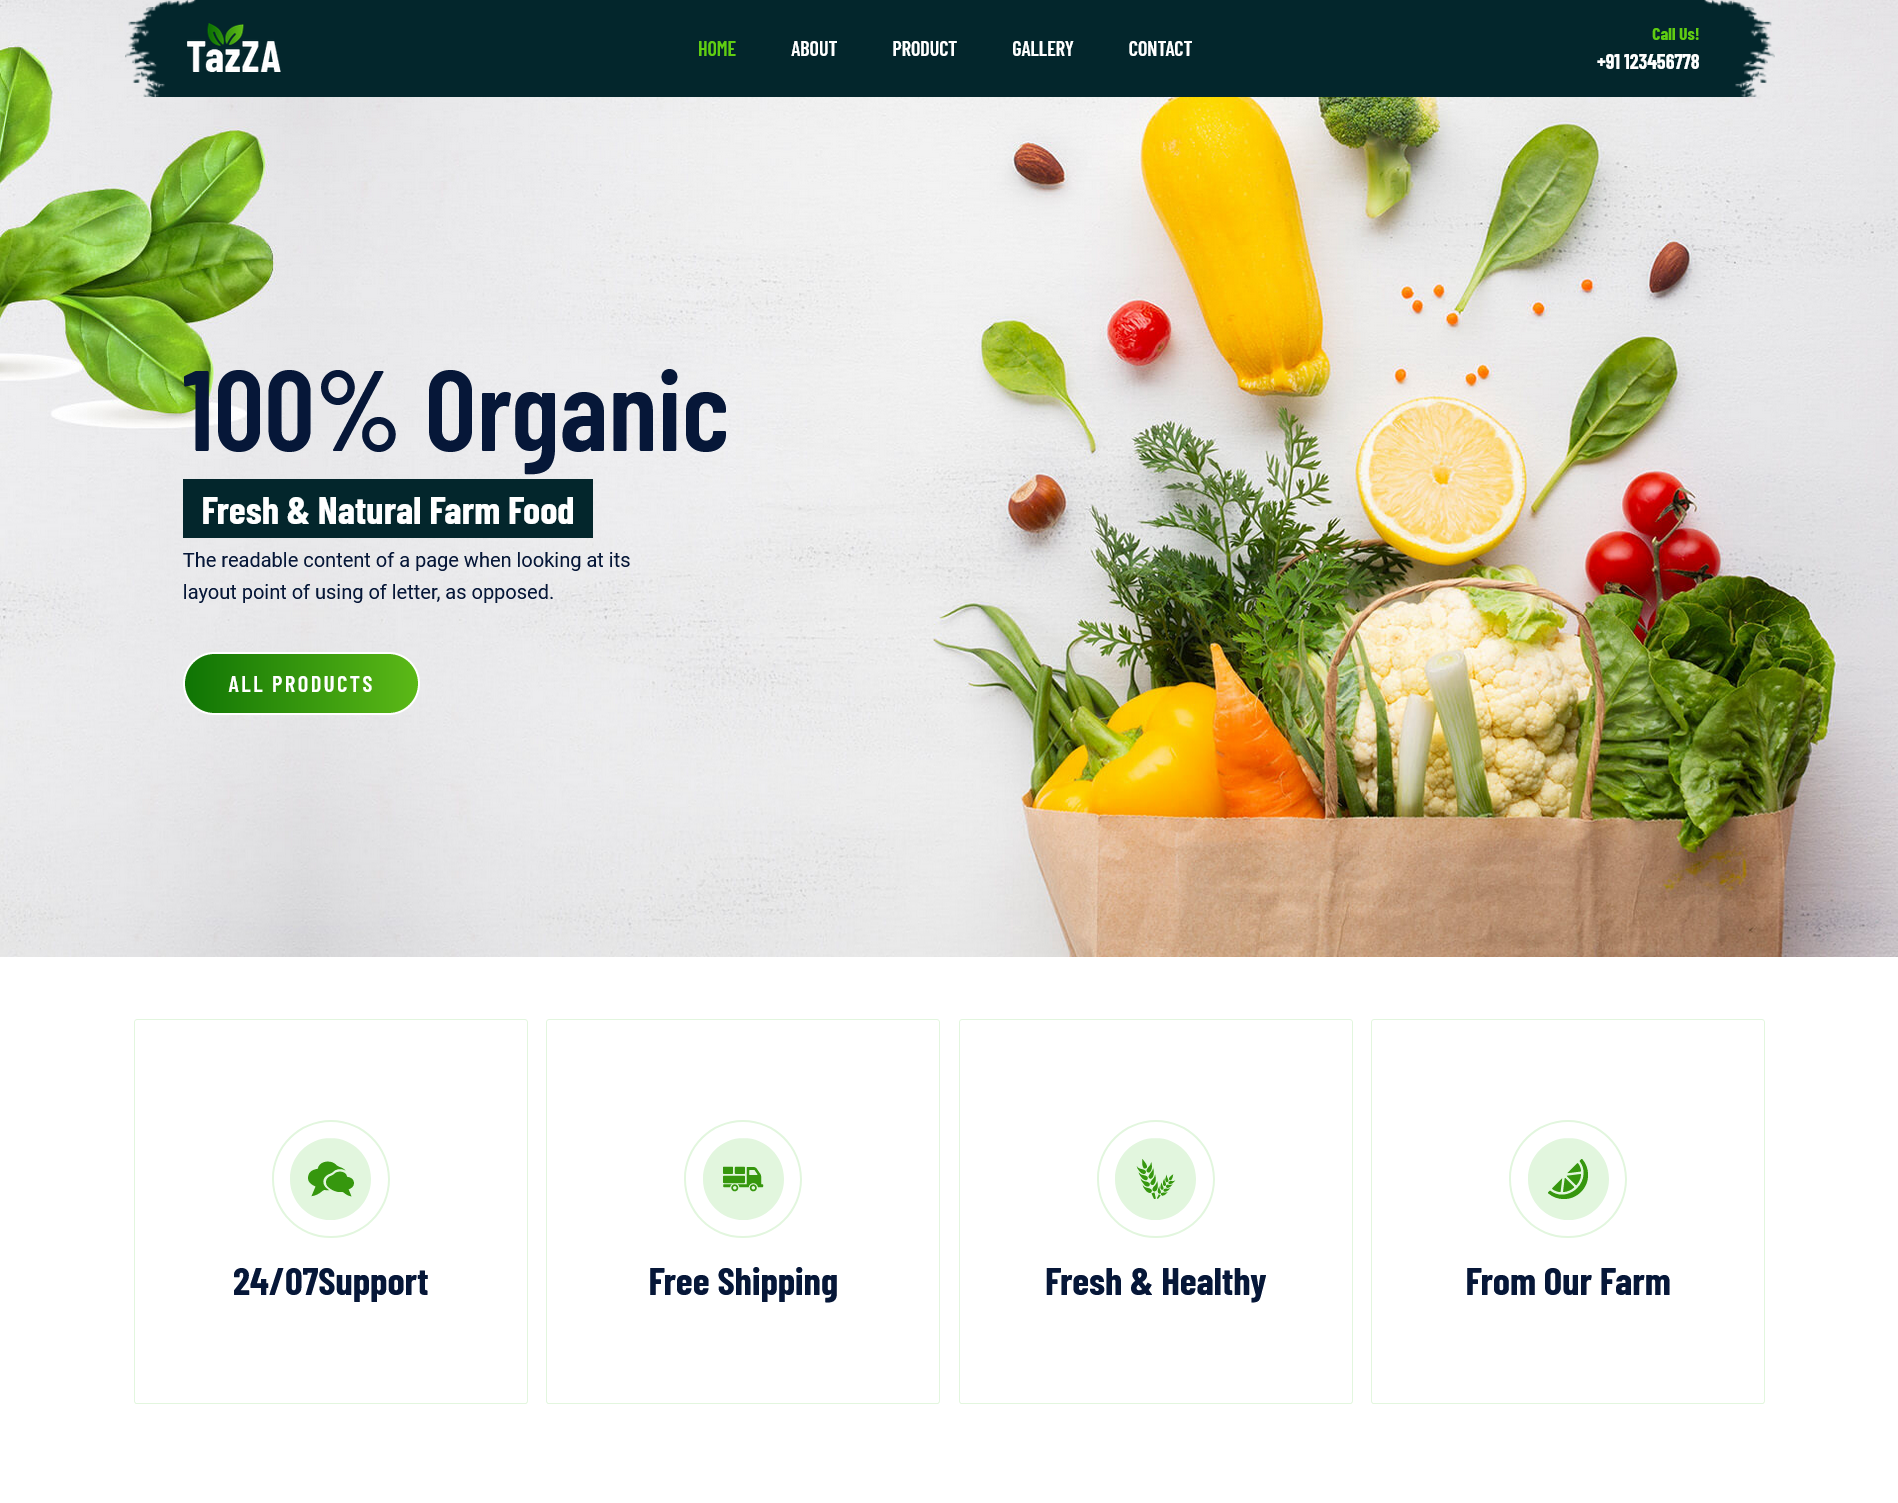 TazZA
HOME
ABOUT
PRODUCT
GALLERY
CONTACT
Call Us!
+91 123456778
100% Organic
Fresh & Natural Farm Food
The readable content of a page when looking at its
layout point of using of letter, as opposed.
ALL PRODUCTS
24/07Support
Free Shipping
Fresh & Healthy
From Our Farm